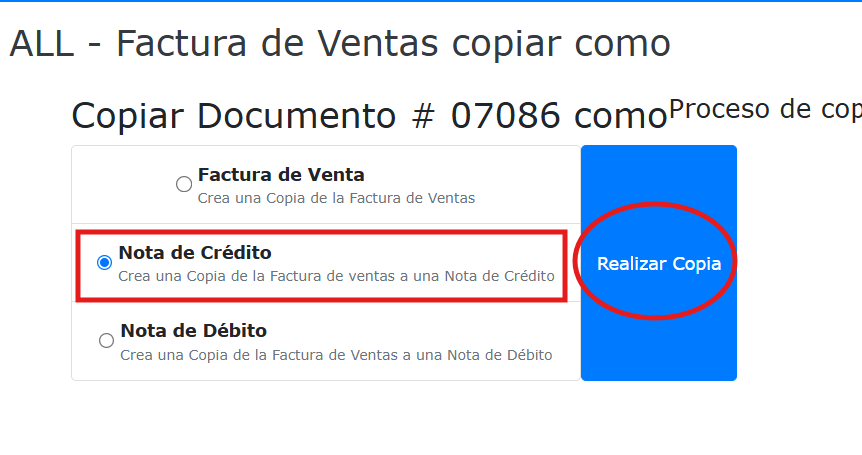 ALL - Factura de Ventas copiar como
Copiar Documento # 07086 como
Proceso de cop
Factura de Venta
Crea una Copia de la Factura de Ventas
Nota de Crédito
Crea una Copia de la Factura de ventas a una Nota de Crédito
Realizar Copia
Nota de Débito
Crea una Copia de la Factura de Ventas a una Nota de Débito